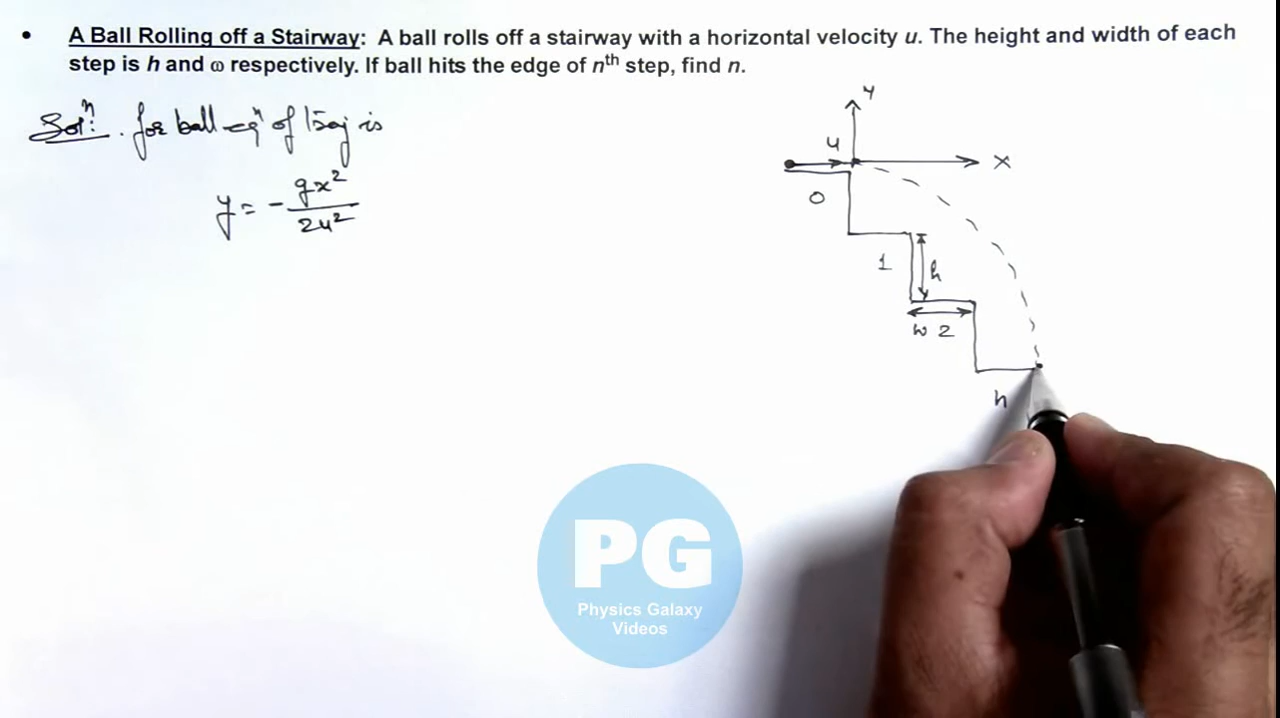 • A Ball Rolling off a Stairway: A ball rolls off a stairway with a horizontal velocity u. The height and width of each
step is h and ω respectively. If ball hits the edge of nth step, find n.
Solⁿ: . for ball eqⁿ of Traj is
y = - gx²/2u²
y
u
x
0
1
h
w 2
n
PG
Physics Galaxy
Videos